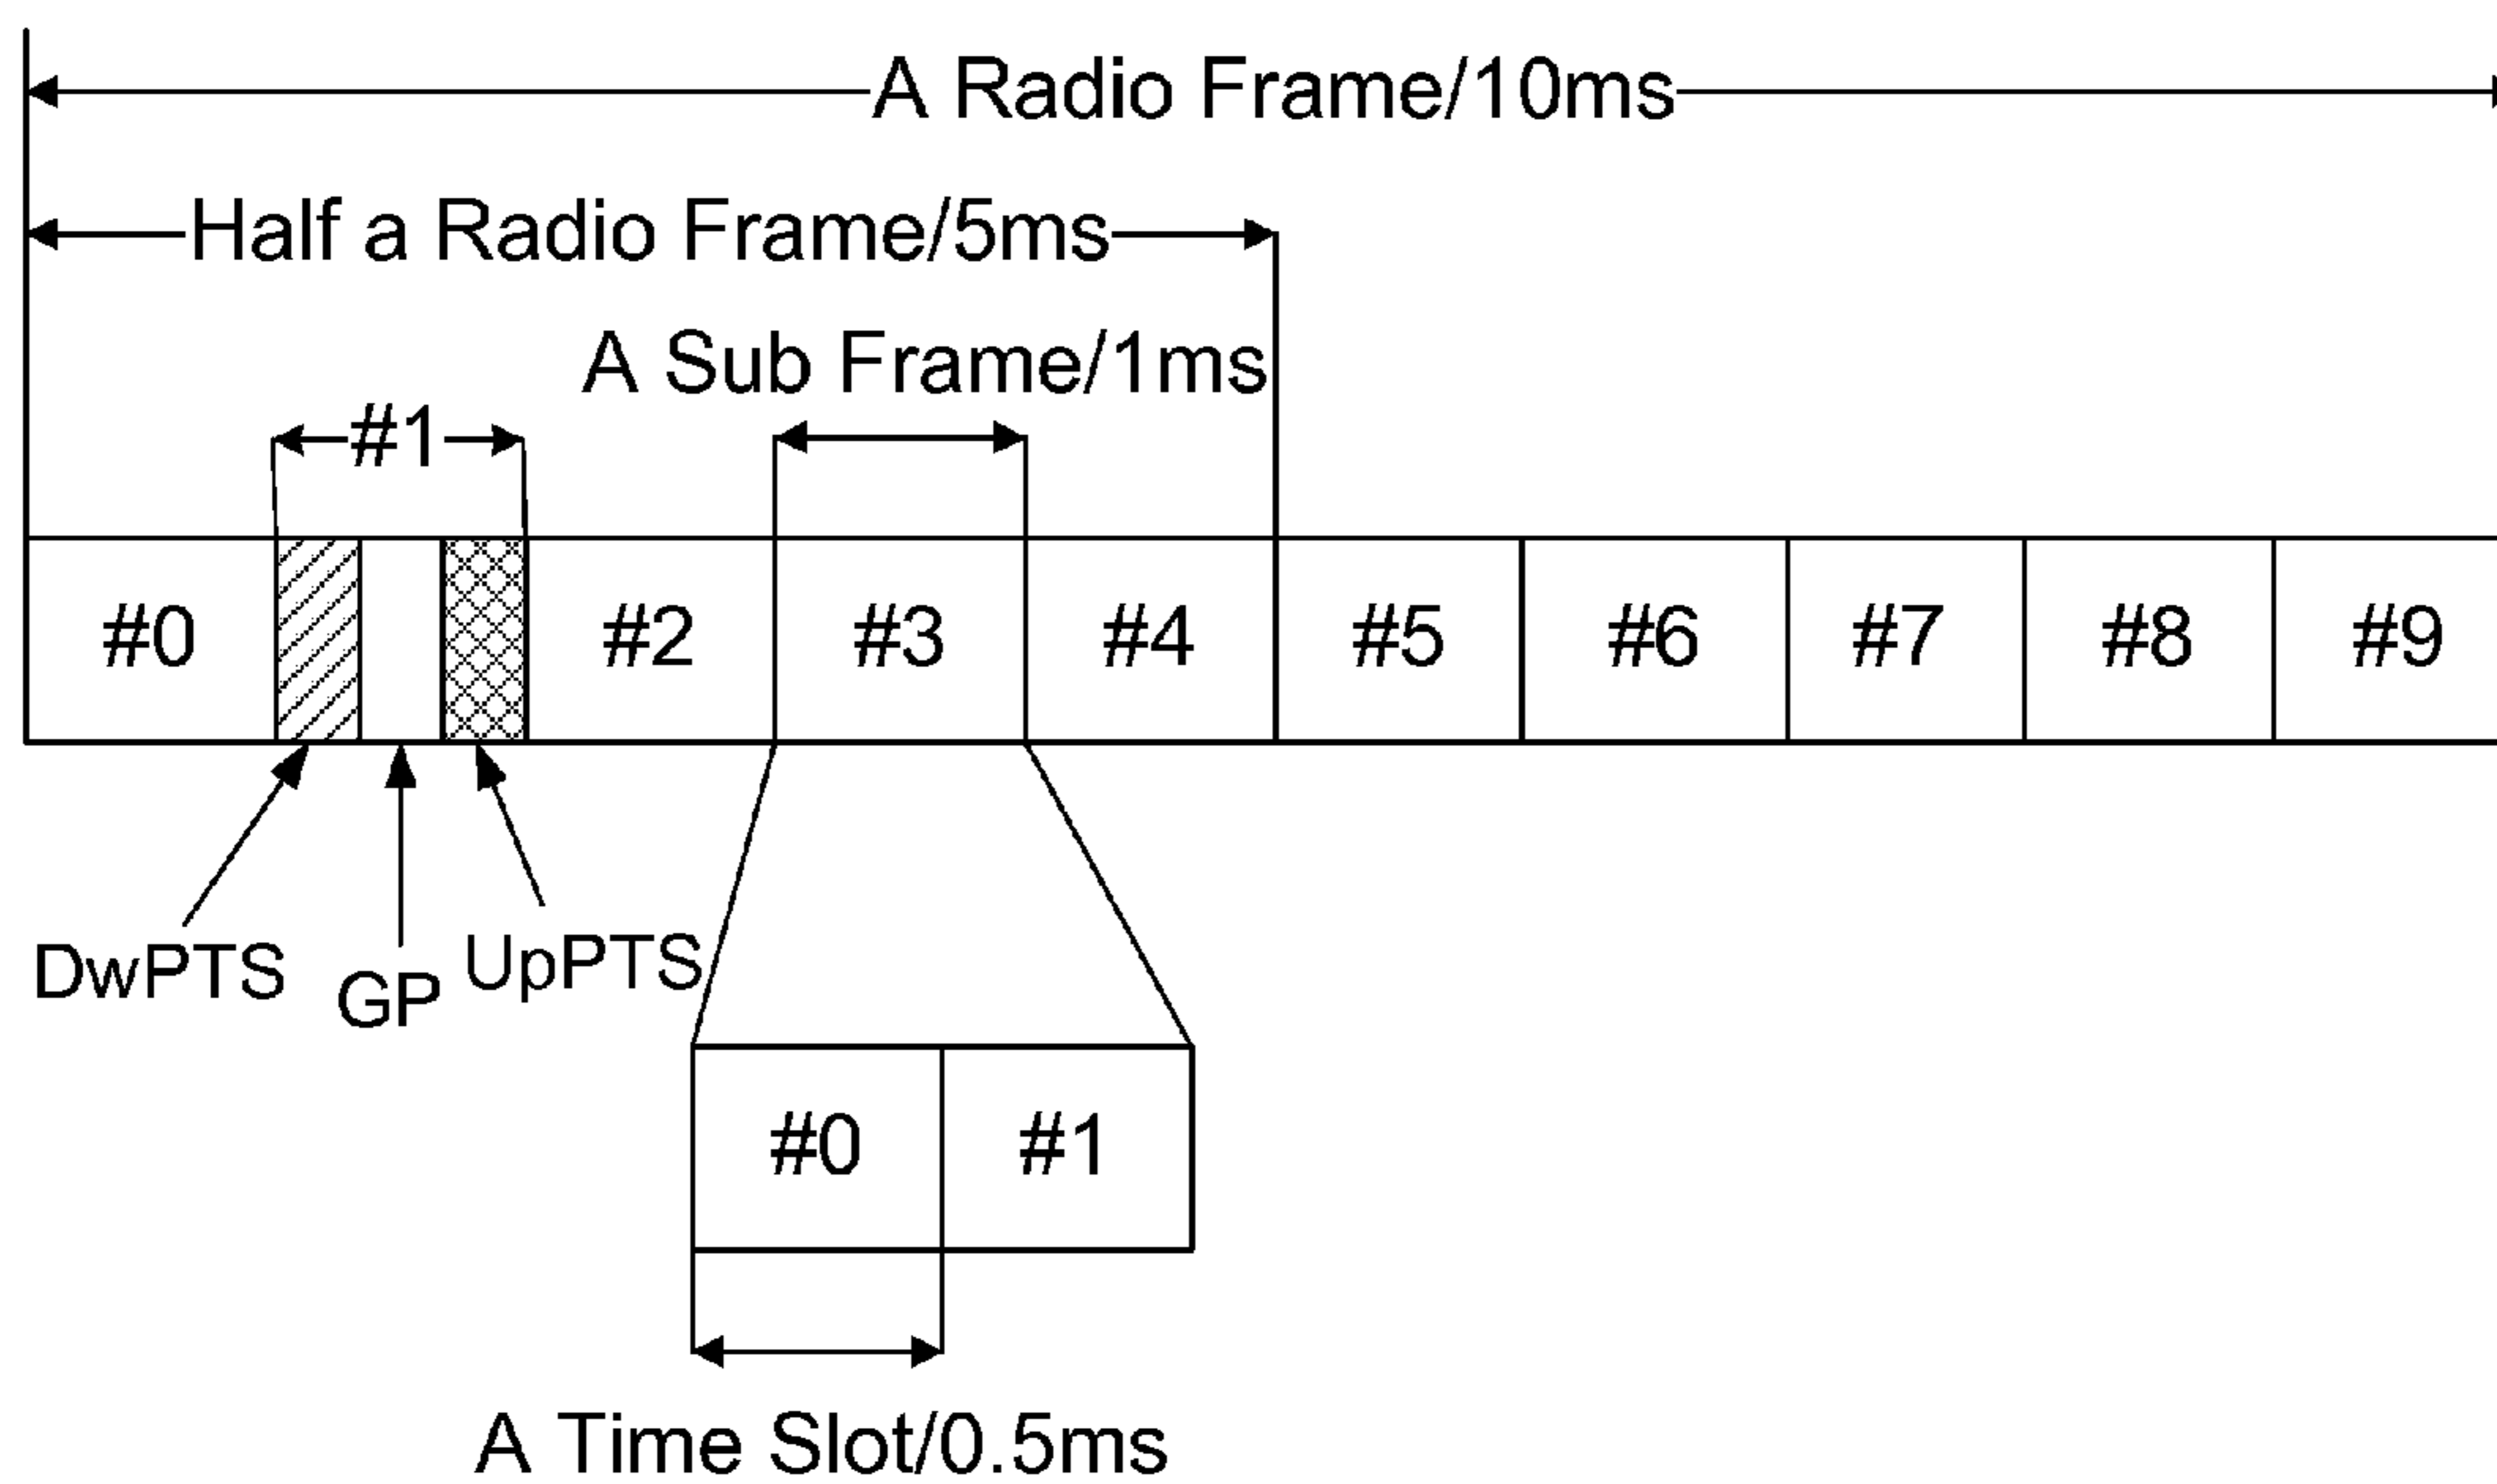 A Radio Frame/10ms
Half a Radio Frame/5ms
A Sub Frame/1ms
#1
#0 #2 #3 #4 #5 #6 #7 #8 #9
DwPTS GP UpPTS
#0 #1
A Time Slot/0.5ms